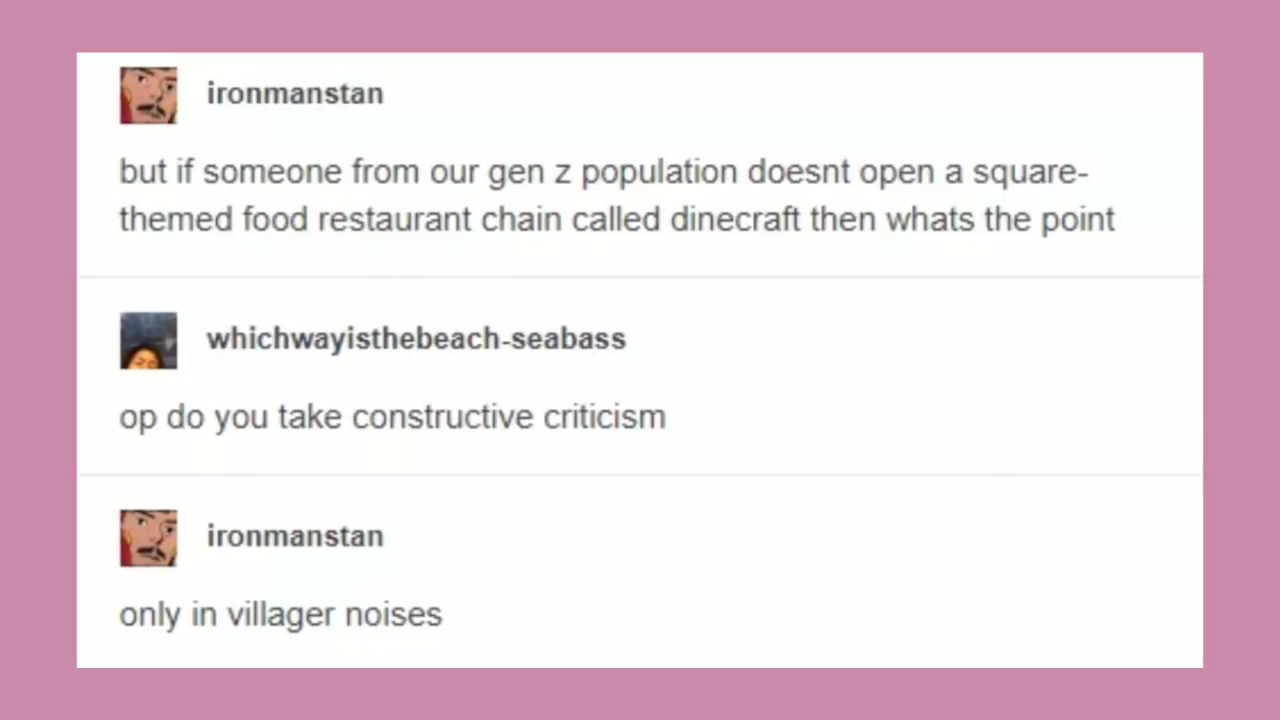 ironmanstan
but if someone from our gen z population doesnt open a square-
themed food restaurant chain called dinecraft then whats the point
whichwayisthebeach-seabass
op do you take constructive criticism
ironmanstan
only in villager noises